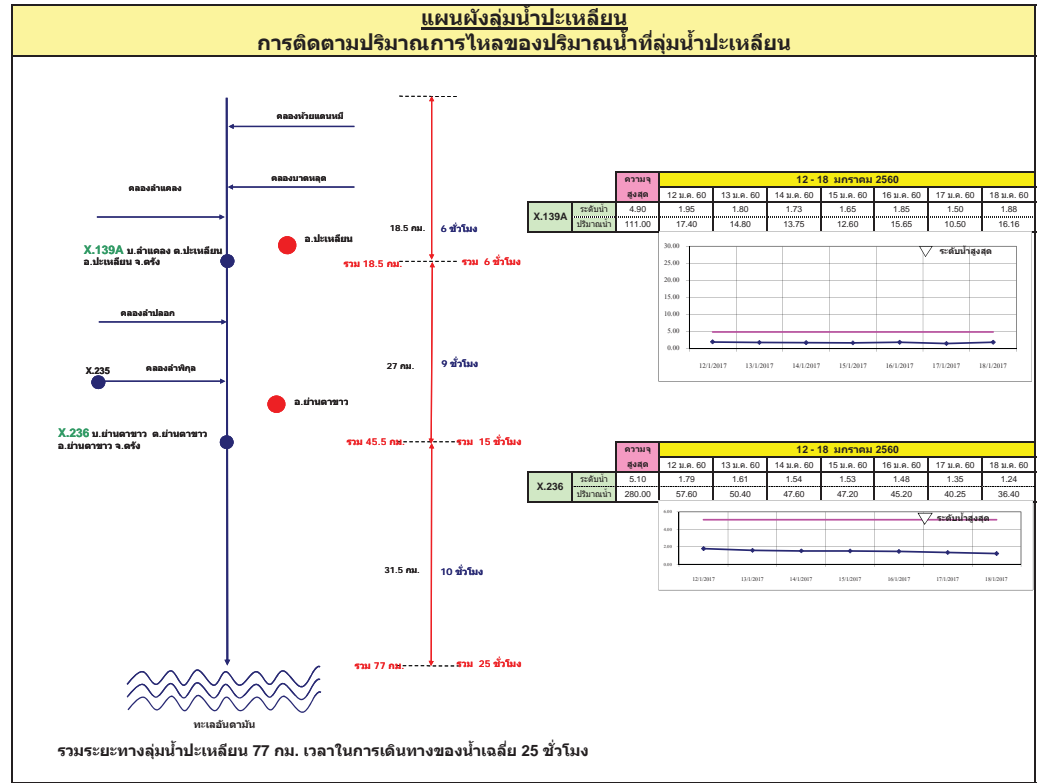 แผนผังลุ่มน้ำปะเหลียน
การติดตามปริมาณการไหลของปริมาณน้ำที่ลุ่มน้ำปะเหลียน
คลองห้วยแดนหมี
คลองบาดหลุด
คลองลำแคลง
18.5 กม. 6 ชั่วโมง
อ.ปะเหลียน
X.139A บ.ลำแคลง ต.ปะเหลียน
อ.ปะเหลียน จ.ตรัง
รวม 18.5 กม. รวม 6 ชั่วโมง
คลองลำปลอก
27 กม. 9 ชั่วโมง
X.235 คลองลำพิกุล
อ.ย่านตาขาว
X.236 บ.ย่านตาขาว ต.ย่านตาขาว
อ.ย่านตาขาว จ.ตรัง
รวม 45.5 กม. รวม 15 ชั่วโมง
31.5 กม. 10 ชั่วโมง
รวม 77 กม. รวม 25 ชั่วโมง
ทะเลอันดามัน
รวมระยะทางลุ่มน้ำปะเหลียน 77 กม. เวลาในการเดินทางของน้ำเฉลี่ย 25 ชั่วโมง
ความจุ 12 - 18 มกราคม 2560
สูงสุด 12 ม.ค. 60 13 ม.ค. 60 14 ม.ค. 60 15 ม.ค. 60 16 ม.ค. 60 17 ม.ค. 60 18 ม.ค. 60
X.139A ระดับน้ำ 4.90 1.95 1.80 1.73 1.65 1.85 1.50 1.88
ปริมาณน้ำ 111.00 17.40 14.80 13.75 12.60 15.65 10.50 16.16
ระดับน้ำสูงสุด
30.00
25.00
20.00
15.00
10.00
5.00
0.00
12/1/2017 13/1/2017 14/1/2017 15/1/2017 16/1/2017 17/1/2017 18/1/2017
ความจุ 12 - 18 มกราคม 2560
สูงสุด 12 ม.ค. 60 13 ม.ค. 60 14 ม.ค. 60 15 ม.ค. 60 16 ม.ค. 60 17 ม.ค. 60 18 ม.ค. 60
X.236 ระดับน้ำ 5.10 1.79 1.61 1.54 1.53 1.48 1.35 1.24
ปริมาณน้ำ 280.00 57.60 50.40 47.60 47.20 45.20 40.25 36.40
ระดับน้ำสูงสุด
6.00
4.00
2.00
0.00
12/1/2017 13/1/2017 14/1/2017 15/1/2017 16/1/2017 17/1/2017 18/1/2017